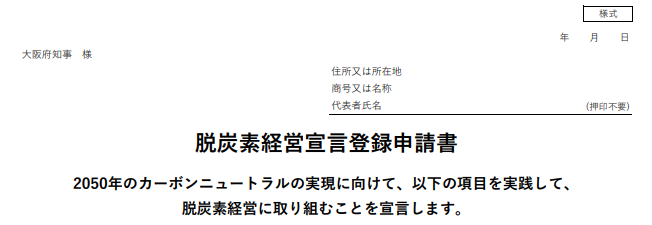 様式
年　月　日
大阪府知事　様
住所又は所在地
商号又は名称
代表者氏名　(押印不要)
脱炭素経営宣言登録申請書
2050年のカーボンニュートラルの実現に向けて、以下の項目を実践して、
脱炭素経営に取り組むことを宣言します。